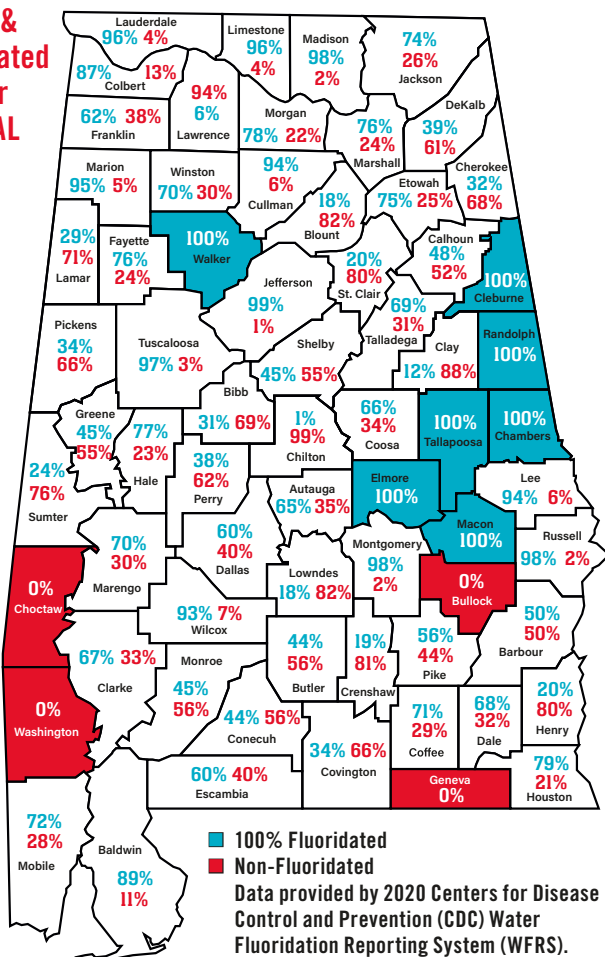 &
ated
r
AL
Lauderdale
96% 4%
Limestone
96%
4%
Madison
98%
2%
74%
26%
Jackson
87% 13%
Colbert
94%
6%
Lawrence
62% 38%
Franklin
Morgan
78% 22%
76%
24%
Marshall
DeKalb
39%
61%
Cherokee
32%
68%
Marion
95% 5%
Winston
70% 30%
94%
6%
Cullman
18%
82%
Blount
Etowah
75% 25%
29%
71%
Lamar
Fayette
76%
24%
100%
Walker
Jefferson
99%
1%
20%
80%
St. Clair
Calhoun
48%
52%
100%
Cleburne
69%
31%
Talladega
Pickens
34%
66%
Tuscaloosa
97% 3%
Shelby
45% 55%
Clay
12% 88%
Randolph
100%
Bibb
31% 69%
Greene
45%
55%
77%
23%
Hale
1%
99%
Chilton
66%
34%
Coosa
100%
Tallapoosa
100%
Chambers
24%
76%
Sumter
38%
62%
Perry
Autauga
65% 35%
Elmore
100%
Lee
94% 6%
Macon
100%
Russell
98% 2%
70%
30%
Marengo
60%
40%
Dallas
Lowndes
18% 82%
Montgomery
98%
2%
0%
Bullock
0%
Choctaw
93% 7%
Wilcox
50%
50%
Barbour
67% 33%
Clarke
Monroe
45%
56%
44%
56%
Butler
19%
81%
Crenshaw
56%
44%
Pike
0%
Washington
44% 56%
Conecuh
34% 66%
Covington
71%
29%
Coffee
68%
32%
Dale
20%
80%
Henry
60% 40%
Escambia
Geneva
0%
79%
21%
Houston
72%
28%
Mobile
Baldwin
89%
11%
100% Fluoridated
Non-Fluoridated
Data provided by 2020 Centers for Disease
Control and Prevention (CDC) Water
Fluoridation Reporting System (WFRS).